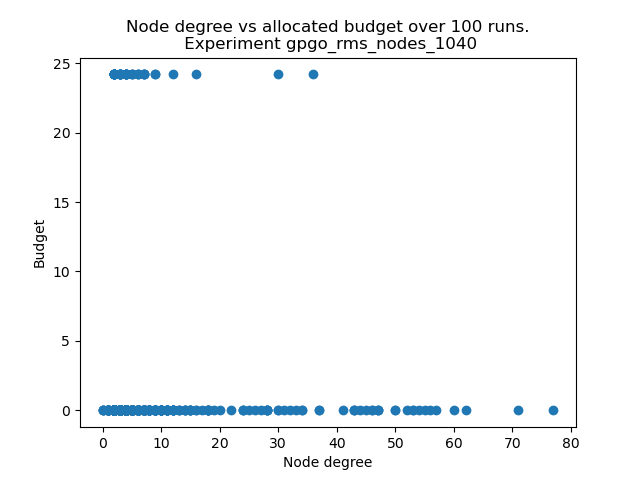 Node degree vs allocated budget over 100 runs.
Experiment gpgo_rms_nodes_1040
25
20
15
10
5
0
Budget
0 10 20 30 40 50 60 70 80
Node degree